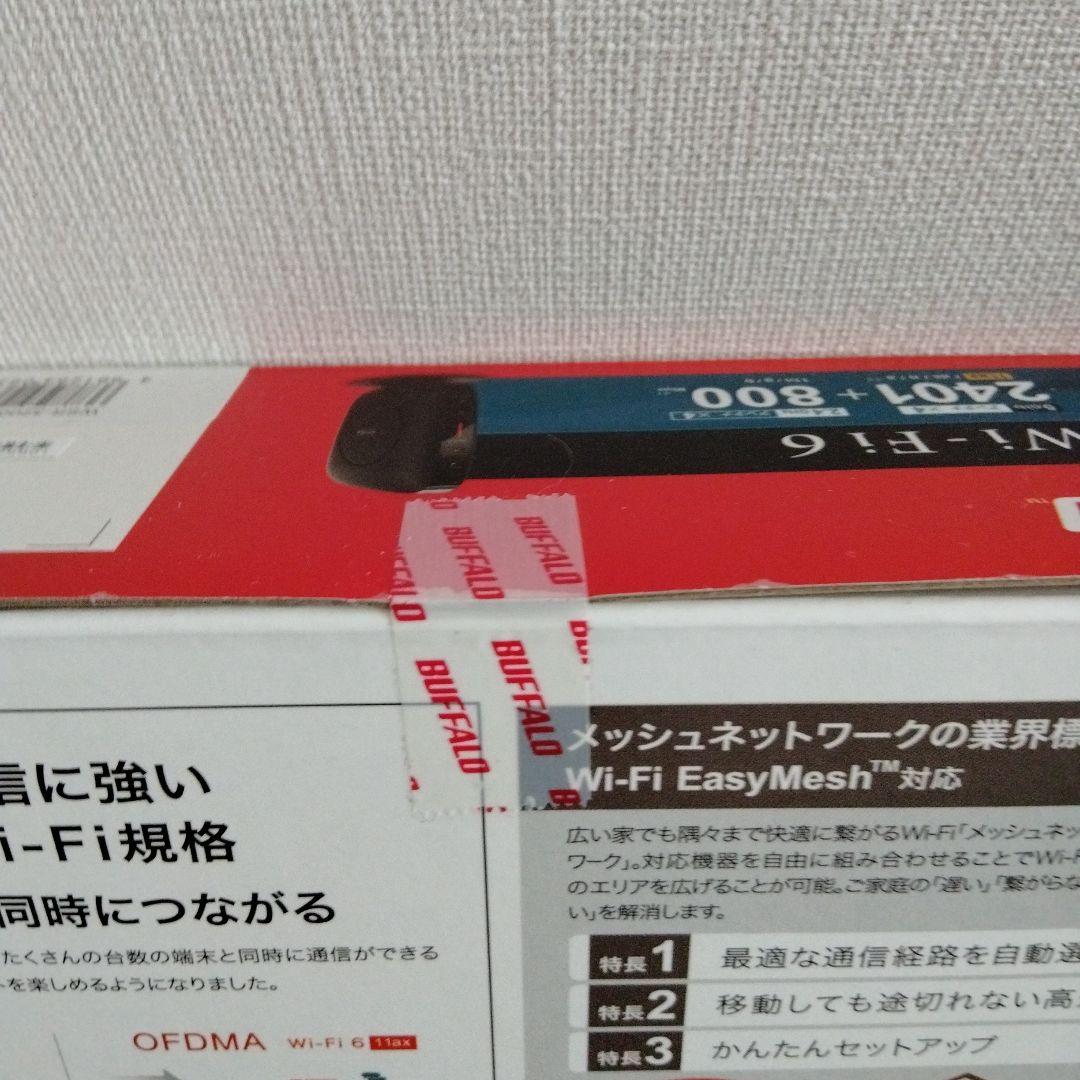 2401+800
Wi-Fi 6
BUFFALO
BUFFALO
BUFFALO
BUFFALO
信に強い
i-Fi規格
同時につながる
たくさんの台数の端末と同時に通信ができる
トを楽しめるようになりました。
OFDMA Wi-Fi 6 11ax
メッシュネットワークの業界標
Wi-Fi EasyMesh™対応
広い家でも隅々まで快適に繋がるWi-Fi「メッシュネッ
ワーク」。対応機器を自由に組み合わせることでWi-F
のエリアを広げることが可能。ご家庭の「遅い」「繋がらな
い」を解消します。
特長1 最適な通信経路を自動選
特長2 移動しても途切れない高
特長3 かんたんセットアップ